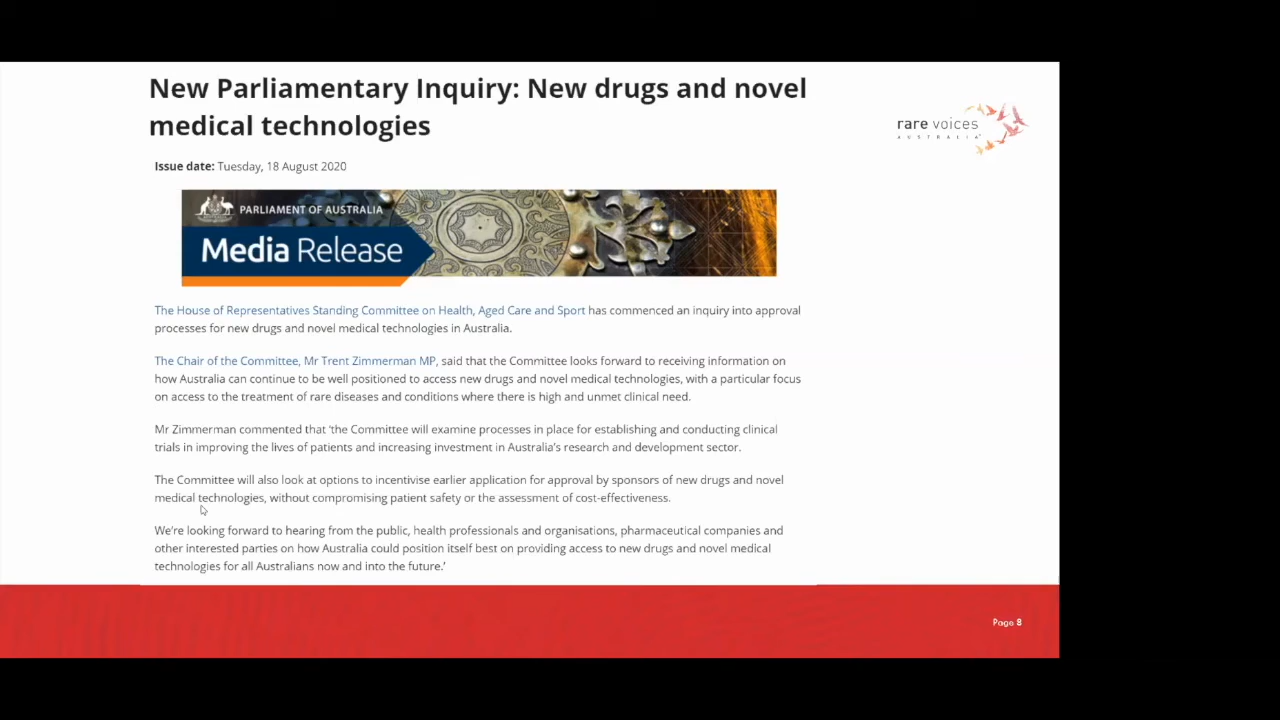 New Parliamentary Inquiry: New drugs and novel
medical technologies
rare voices
AUSTRALIA
Issue date: Tuesday, 18 August 2020
PARLIAMENT OF AUSTRALIA
Media Release
The House of Representatives Standing Committee on Health, Aged Care and Sport has commenced an inquiry into approval
processes for new drugs and novel medical technologies in Australia.
The Chair of the Committee, Mr Trent Zimmerman MP, said that the Committee looks forward to receiving information on
how Australia can continue to be well positioned to access new drugs and novel medical technologies, with a particular focus
on access to the treatment of rare diseases and conditions where there is high and unmet clinical need.
Mr Zimmerman commented that ‘the Committee will examine processes in place for establishing and conducting clinical
trials in improving the lives of patients and increasing investment in Australia’s research and development sector.
The Committee will also look at options to incentivise earlier application for approval by sponsors of new drugs and novel
medical technologies, without compromising patient safety or the assessment of cost-effectiveness.
We’re looking forward to hearing from the public, health professionals and organisations, pharmaceutical companies and
other interested parties on how Australia could position itself best on providing access to new drugs and novel medical
technologies for all Australians now and into the future.’
Page 8